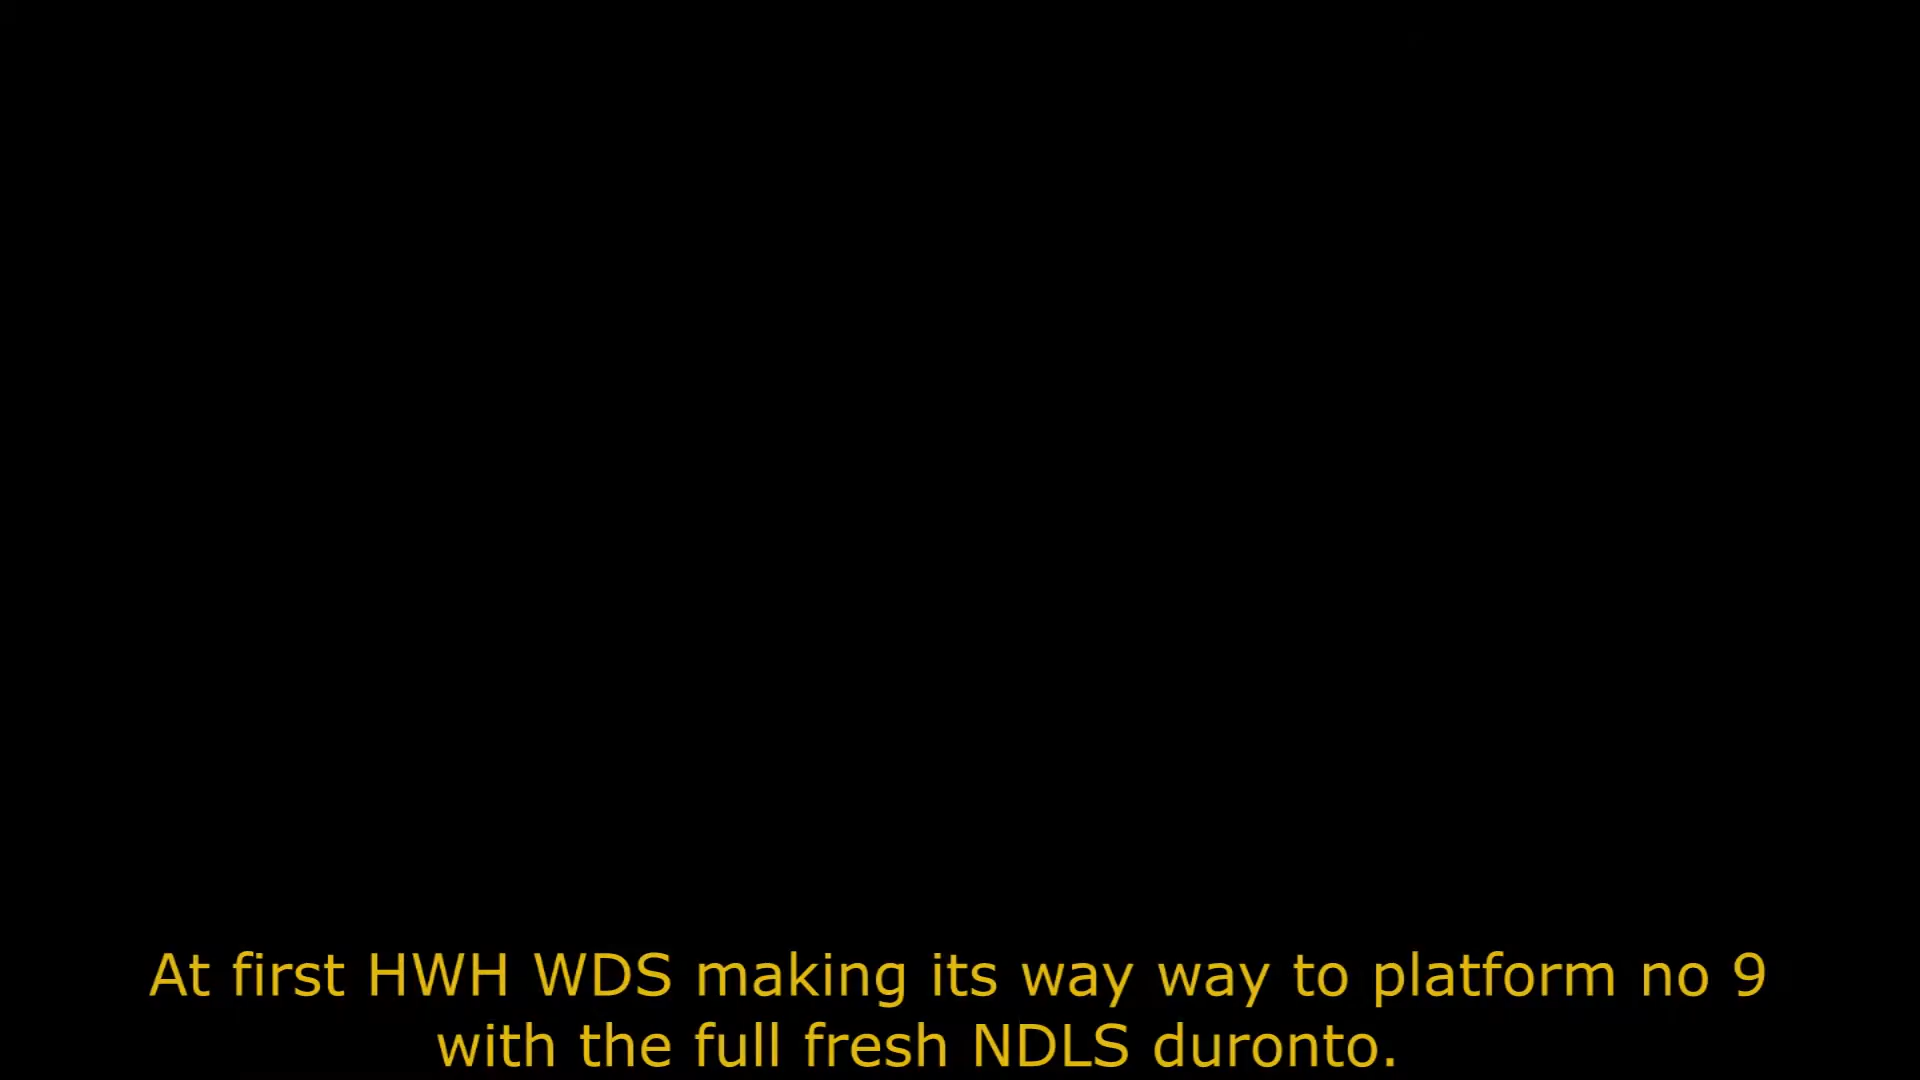 At first HWH WDS making its way way to platform no 9
with the full fresh NDLS duronto.